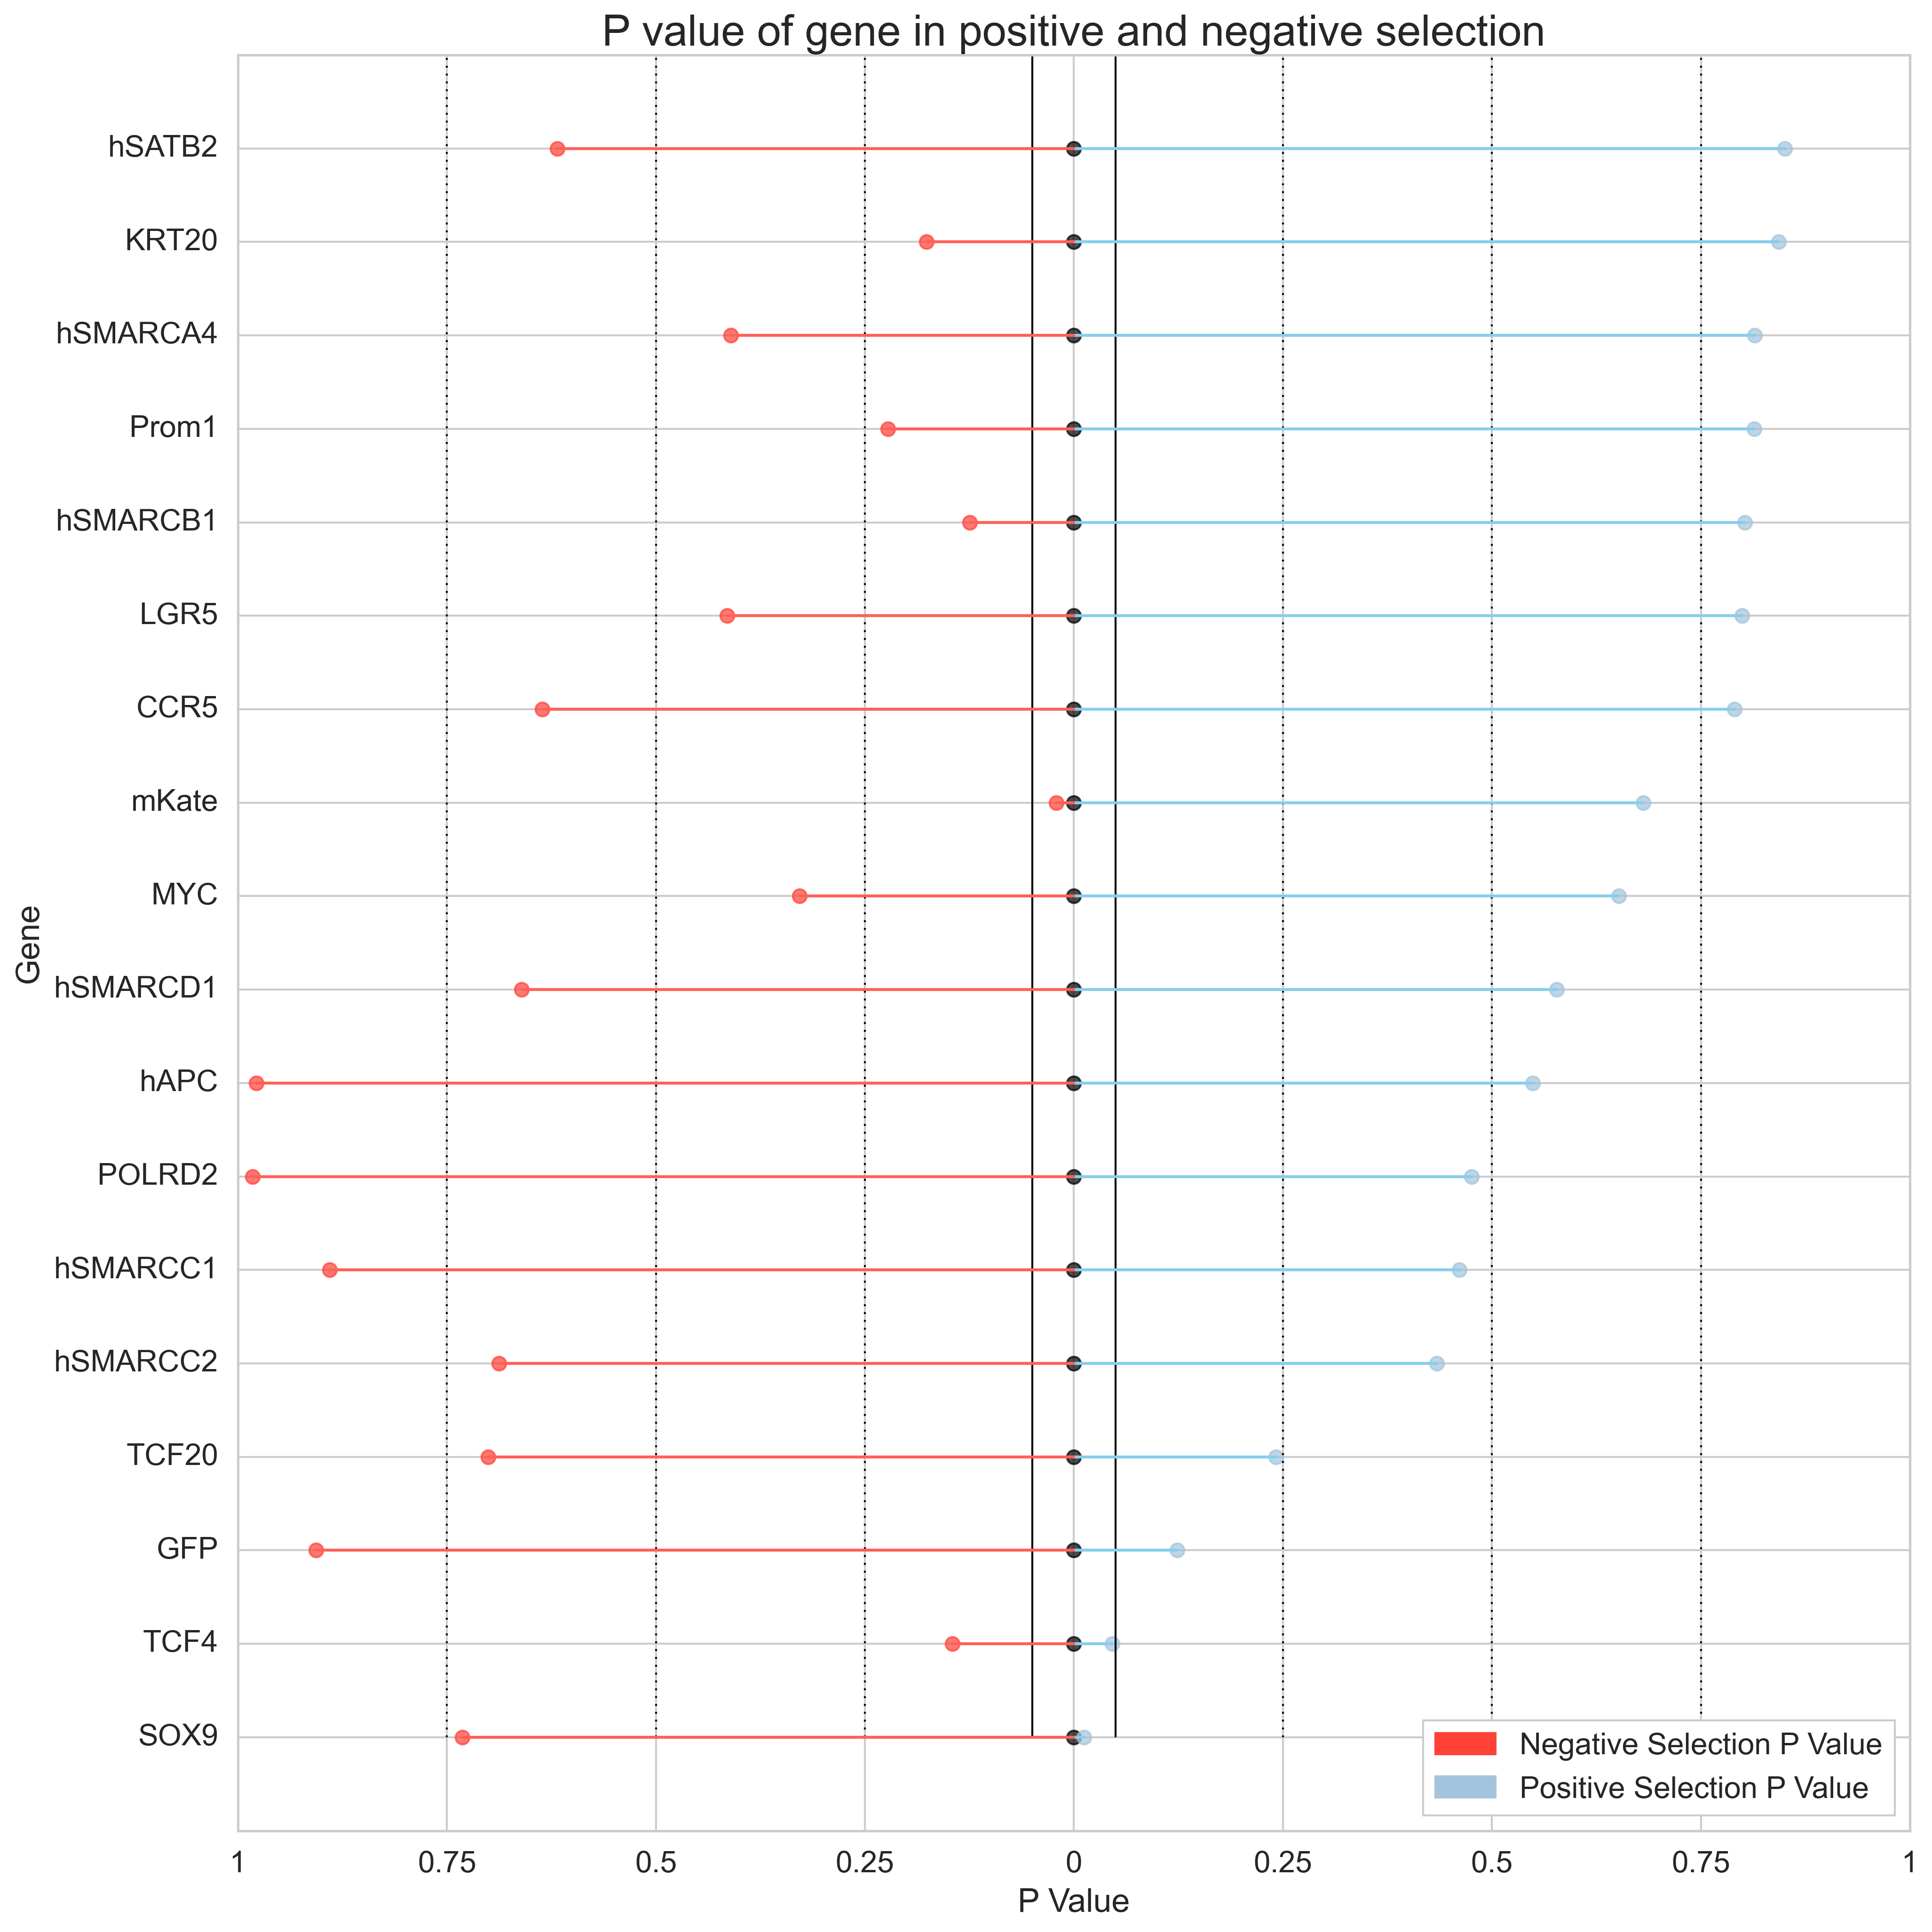 P value of gene in positive and negative selection
hSATB2
KRT20
hSMARCA4
Prom1
hSMARCB1
LGR5
CCR5
mKate
MYC
hSMARCD1
hAPC
POLRD2
hSMARCC1
hSMARCC2
TCF20
GFP
TCF4
SOX9
Gene
Negative Selection P Value
Positive Selection P Value
1 0.75 0.5 0.25 0 0.25 0.5 0.75 1
P Value